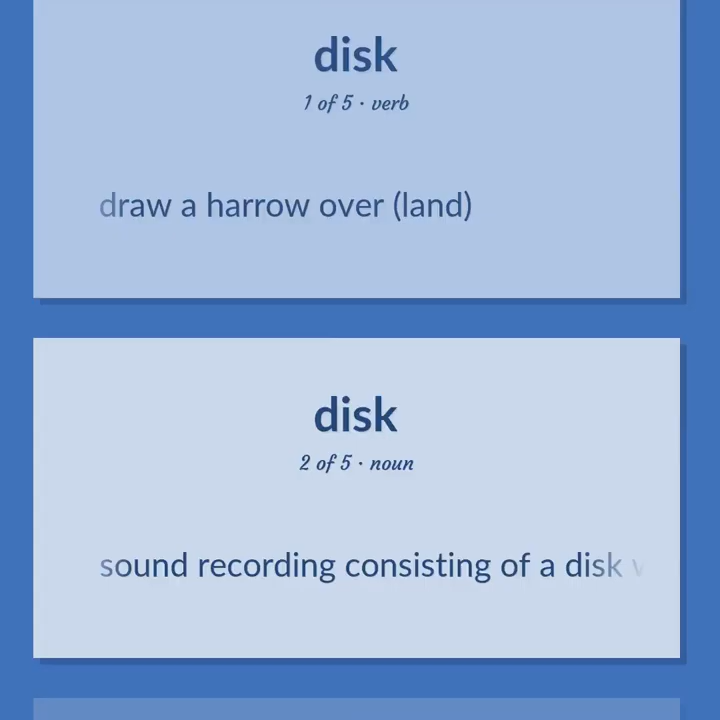 disk
1 of 5 · verb
draw a harrow over (land)
disk
2 of 5 · noun
sound recording consisting of a disk